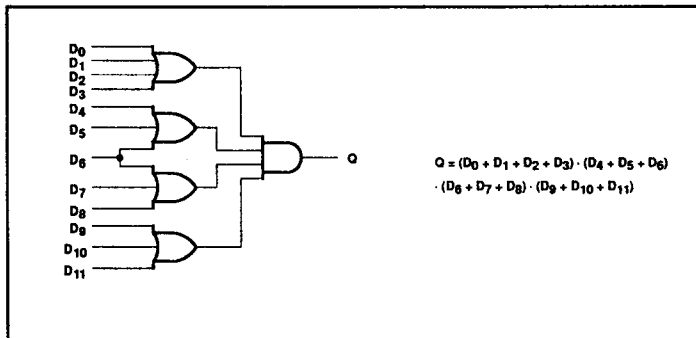 D0
D1
D2
D3
D4
D5
D6
D7
D8
D9
D10
D11
Q
Q = (D0 + D1 + D2 + D3) · (D4 + D5 + D6)
· (D6 + D7 + D8) · (D9 + D10 + D11)